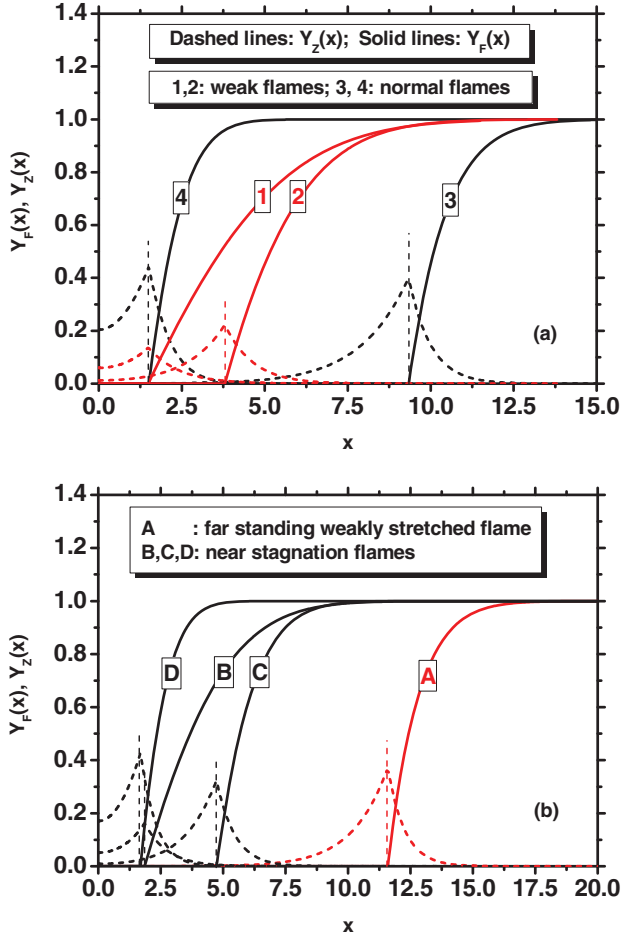 1.4
1.2
1.0
0.8
0.6
0.4
0.2
0.0
Y_F(x), Y_Z(x)
Dashed lines: Y_Z(x); Solid lines: Y_F(x)
1,2: weak flames; 3, 4: normal flames
4
1
2
3
(a)
0.0 2.5 5.0 7.5 10.0 12.5 15.0
x
1.4
1.2
1.0
0.8
0.6
0.4
0.2
0.0
Y_F(x), Y_Z(x)
A : far standing weakly stretched flame
B,C,D: near stagnation flames
D
B
C
A
(b)
0.0 2.5 5.0 7.5 10.0 12.5 15.0 17.5 20.0
x